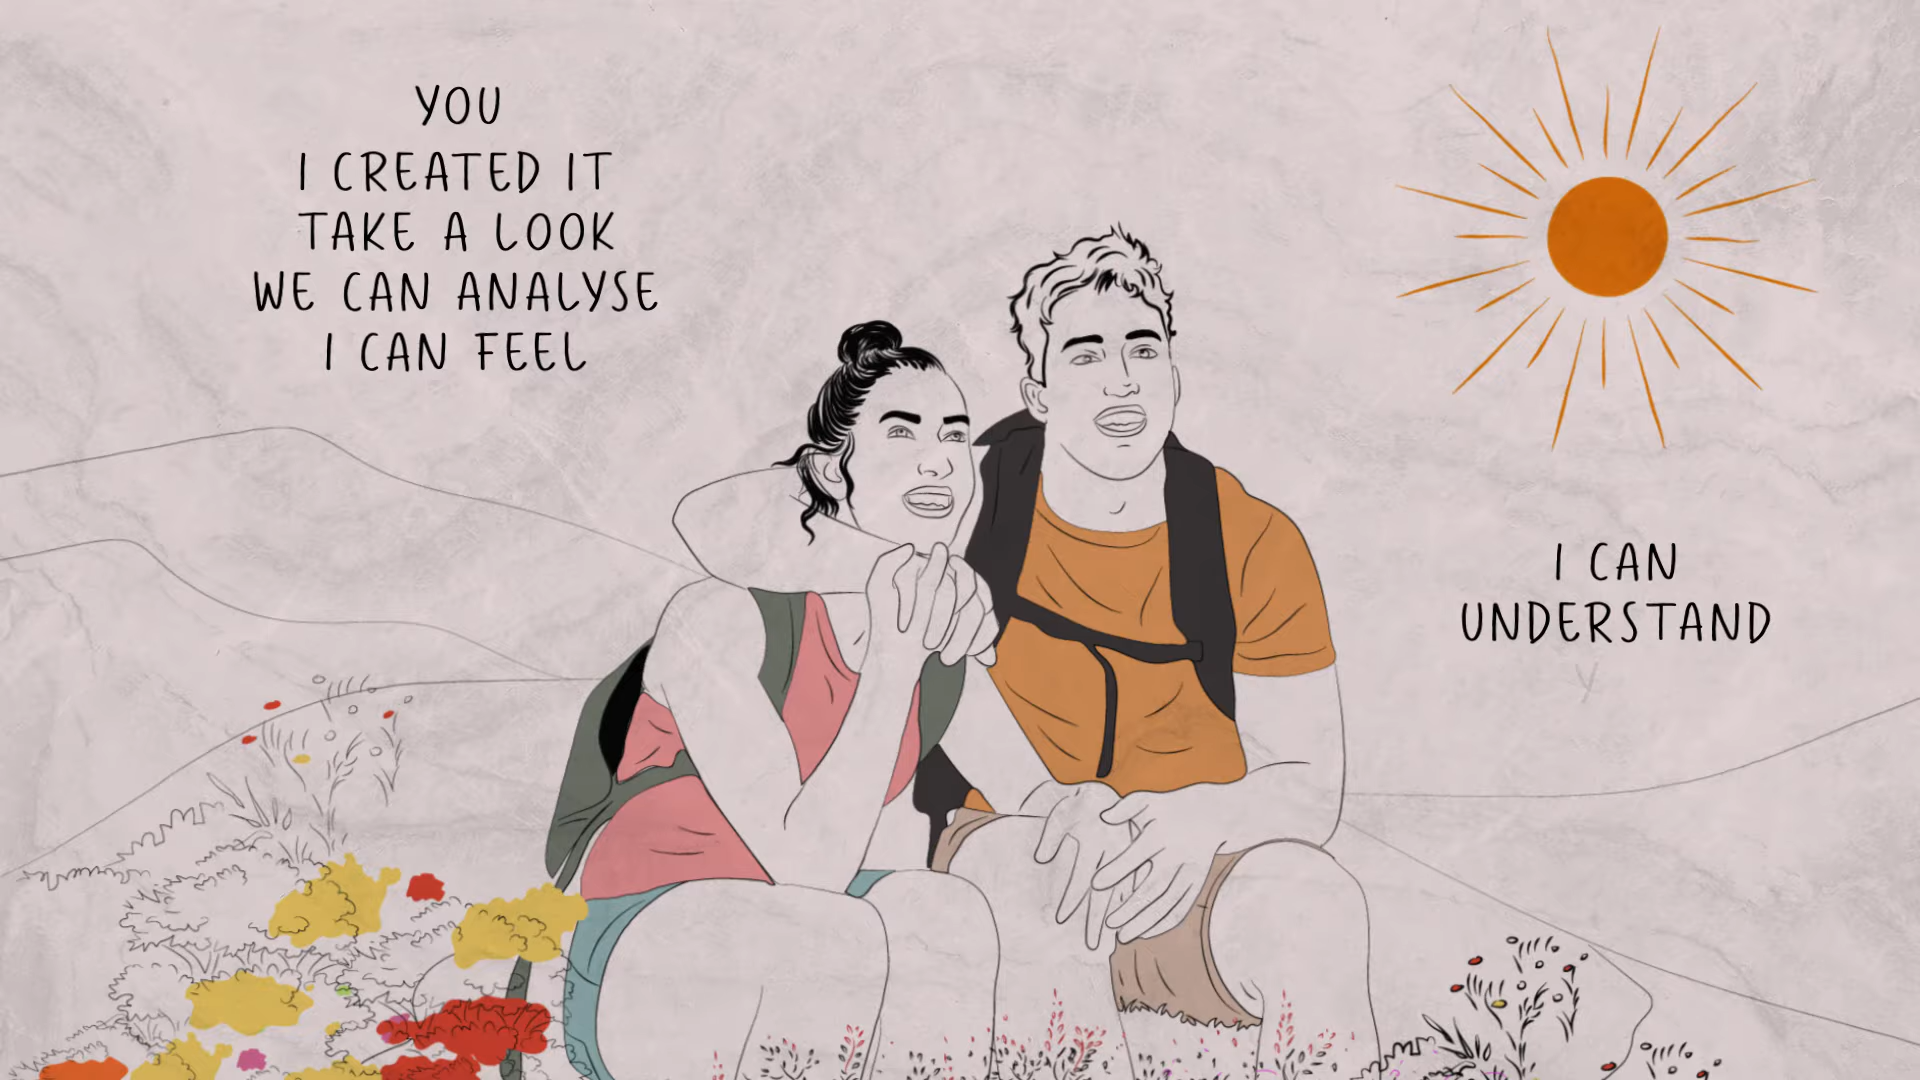 YOU
I CREATED IT
TAKE A LOOK
WE CAN ANALYSE
I CAN FEEL
I CAN
UNDERSTAND
Y